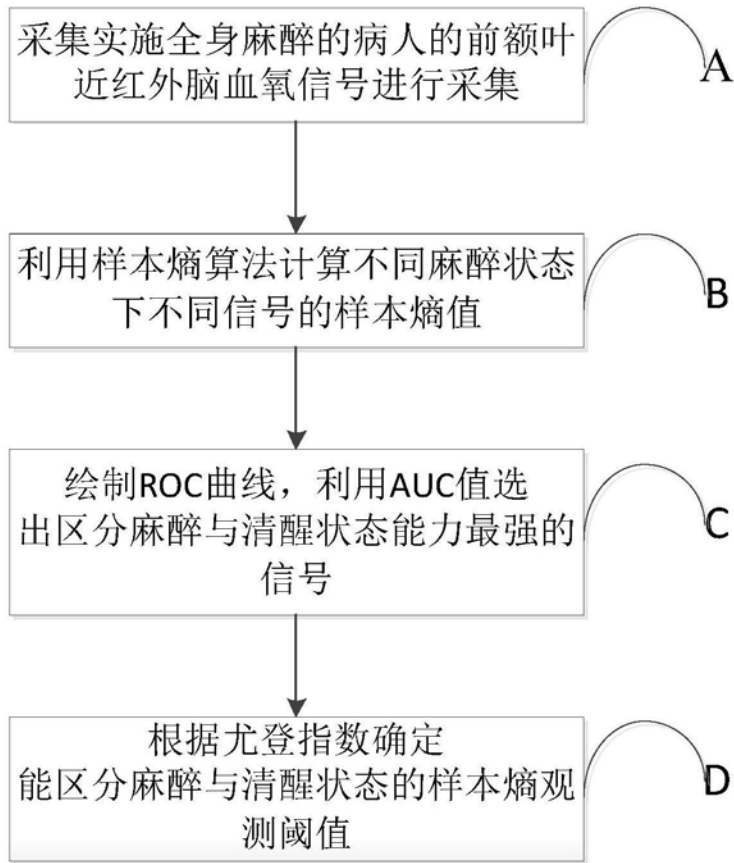 采集实施全身麻醉的病人的前额叶
近红外脑血氧信号进行采集
A
利用样本熵算法计算不同麻醉状态
下不同信号的样本熵值
B
绘制ROC曲线，利用AUC值选
出区分麻醉与清醒状态能力最强的
信号
C
根据尤登指数确定
能区分麻醉与清醒状态的样本熵观
测阈值
D